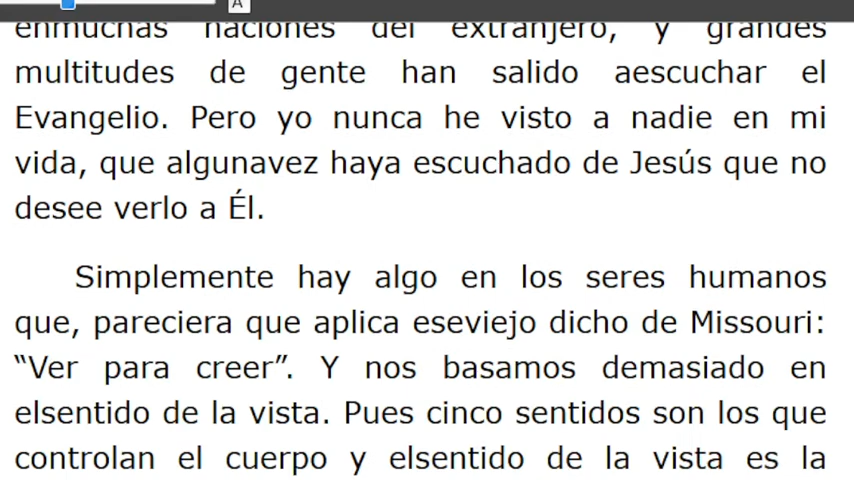 A
enmuchas naciones del extranjero, y grandes
multitudes de gente han salido aescuchar el
Evangelio. Pero yo nunca he visto a nadie en mi
vida, que algunavez haya escuchado de Jesús que no
desee verlo a Él.
Simplemente hay algo en los seres humanos
que, pareciera que aplica eseviejo dicho de Missouri:
“Ver para creer”. Y nos basamos demasiado en
elsentido de la vista. Pues cinco sentidos son los que
controlan el cuerpo y elsentido de la vista es la